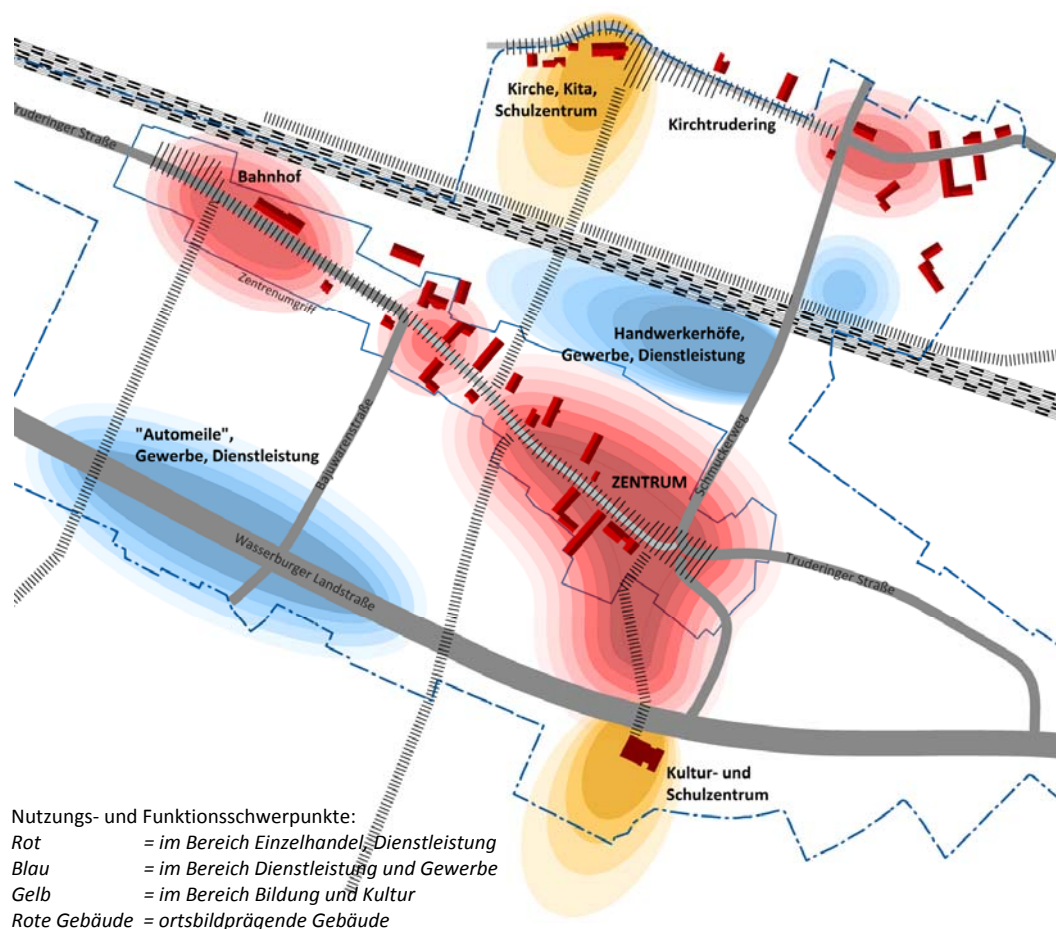 Kirche, Kita,
Schulzentrum
Kirchtrudering
Truderinger Straße
Bahnhof
Zentrenumgriff
Handwerkerhöfe,
Gewerbe, Dienstleistung
"Automeile",
Gewerbe, Dienstleistung
Bajuwarenstraße
Schmuckerweg
ZENTRUM
Wasserburger Landstraße
Truderinger Straße
Kultur- und
Schulzentrum
Nutzungs- und Funktionsschwerpunkte:
Rot = im Bereich Einzelhandel, Dienstleistung
Blau = im Bereich Dienstleistung und Gewerbe
Gelb = im Bereich Bildung und Kultur
Rote Gebäude = ortsbildprägende Gebäude